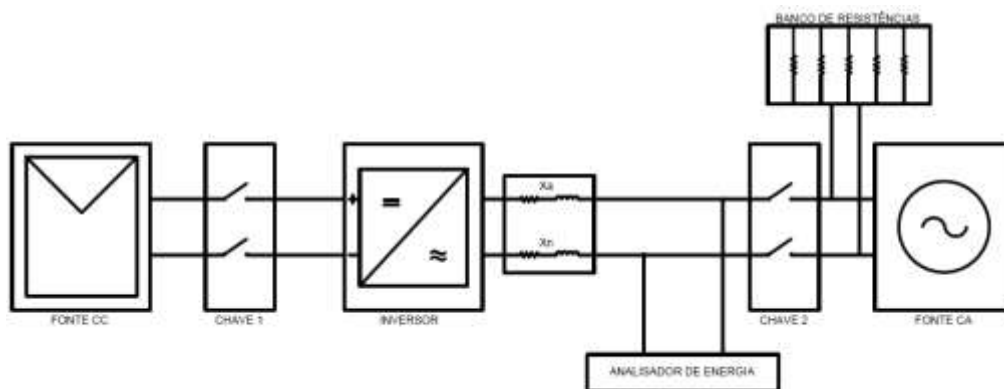 BANCO DE RESISTÊNCIAS
Xa
Xn
FONTE CC
CHAVE 1
INVERSOR
CHAVE 2
FONTE CA
ANALISADOR DE ENERGIA